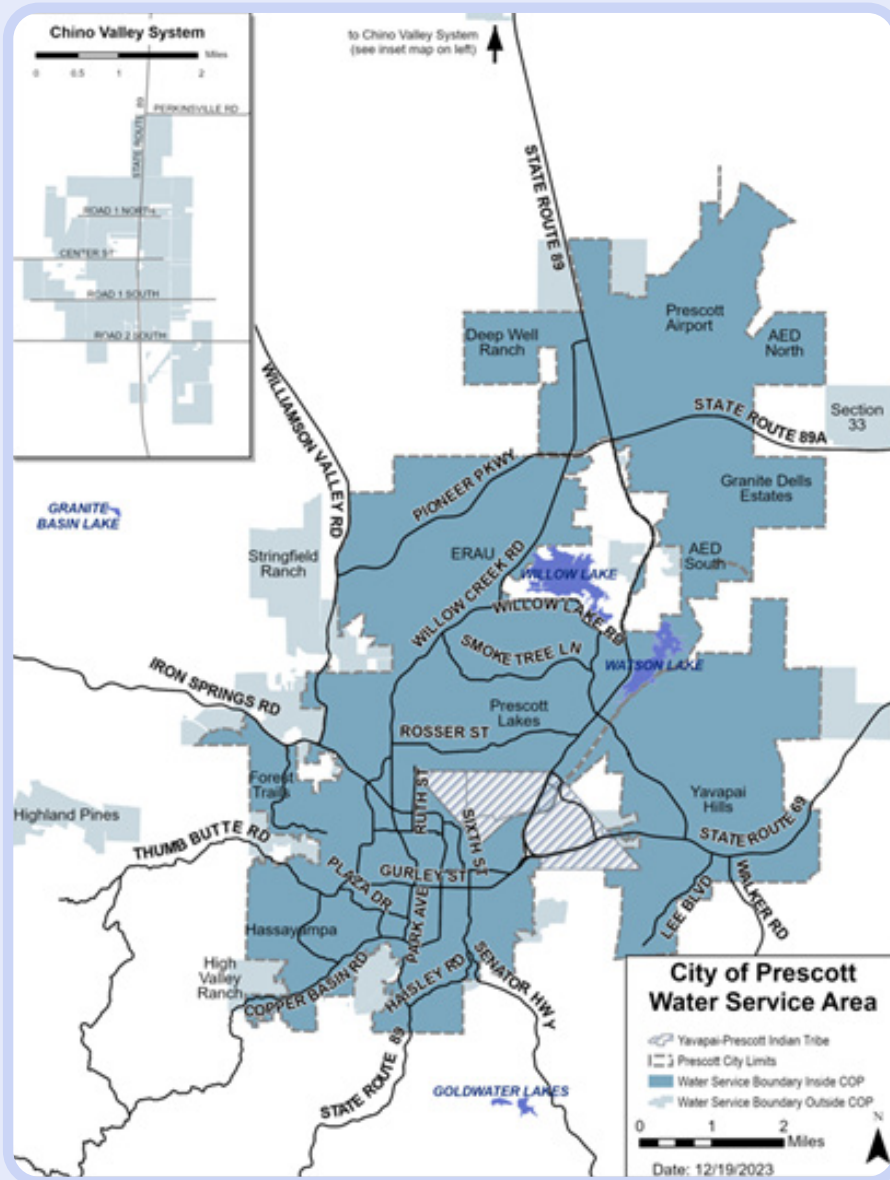 Chino Valley System
Miles
0 0.5 1 2
to Chino Valley System
(see inset map on left)
STATE ROUTE 89
PERKINSVILLE RD
ROAD 1 NORTH
CENTER ST
ROAD 1 SOUTH
ROAD 2 SOUTH
STATE ROUTE 89
Prescott
Airport
Deep Well
Ranch
AED
North
WILLIAMSON VALLEY RD
Section
33
STATE ROUTE 89A
PIONEER PKWY
Granite Dells
Estates
GRANITE
BASIN LAKE
Stringfield
Ranch
ERAU
WILLOW CREEK RD
WILLOW LAKE
AED
South
WILLOW LAKE RD
SMOKE TREE LN
WATSON LAKE
IRON SPRINGS RD
Prescott
Lakes
ROSSER ST
Forest
Trails
Yavapai
Hills
Highland Pines
RUTH ST
SIXTH ST
STATE ROUTE 69
THUMB BUTTE RD
PLAZA DR
GURLEY ST
LEE BLVD
WALKER RD
PARK AVE
Hassayampa
High
Valley
Ranch
COPPER BASIN RD
HAISLEY RD
SENATOR HWY
STATE ROUTE 89
GOLDWATER LAKES
City of Prescott
Water Service Area
Yavapai-Prescott Indian Tribe
Prescott City Limits
Water Service Boundary Inside COP
Water Service Boundary Outside COP
N
0 1 2
Miles
Date: 12/19/2023